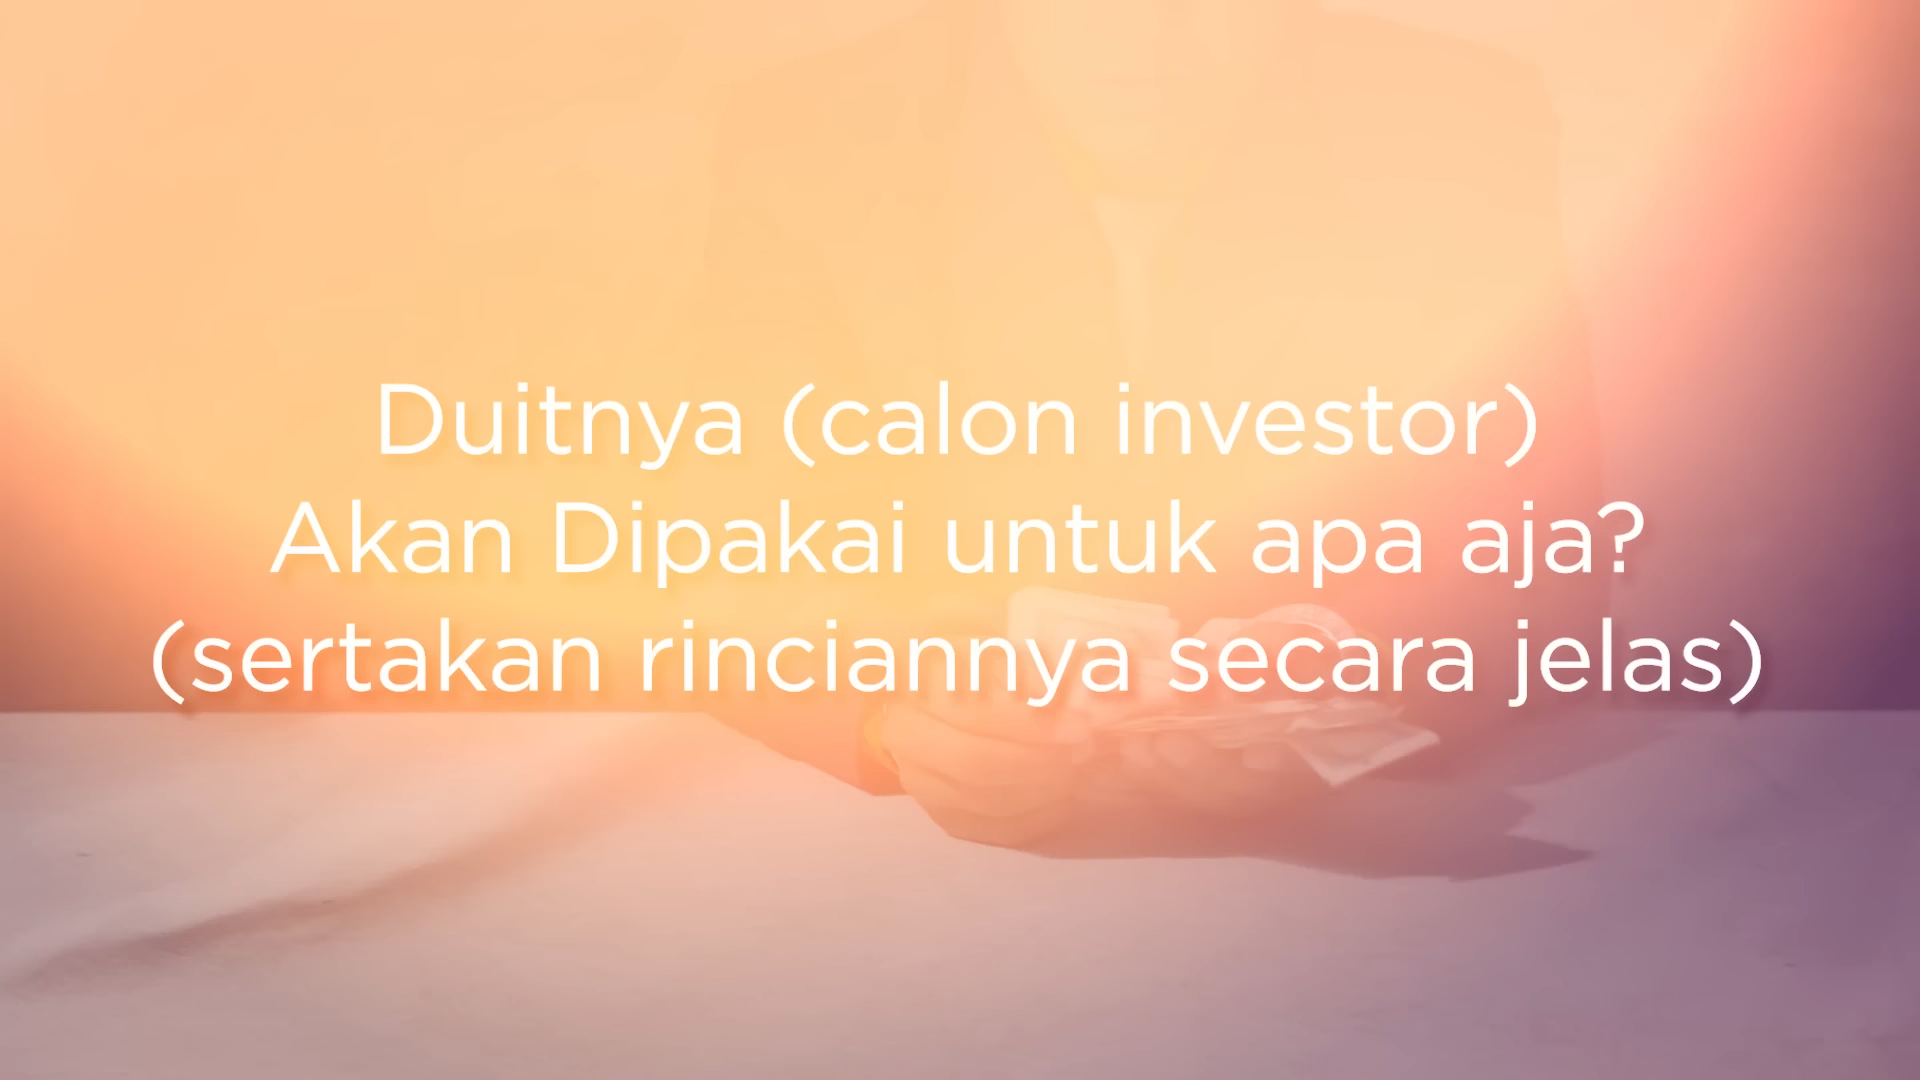 Duitnya (calon investor)
Akan Dipakai untuk apa aja?
(sertakan rinciannya secara jelas)